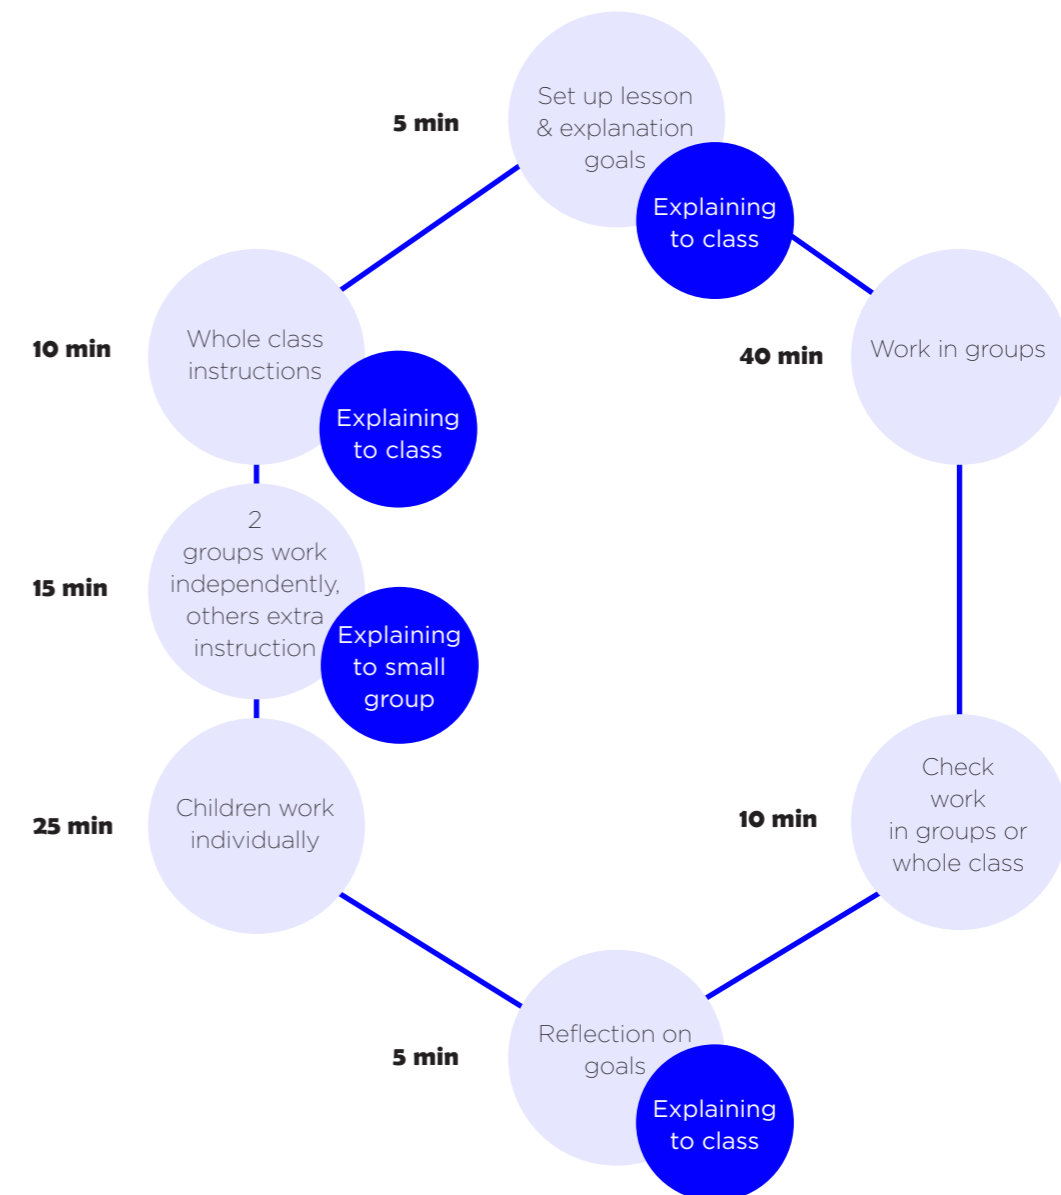 5 min
Set up lesson
& explanation
goals
Explaining
to class
10 min
Whole class
instructions
Explaining
to class
40 min
Work in groups
15 min
2
groups work
independently,
others extra
instruction
Explaining
to small
group
25 min
Children work
individually
10 min
Check
work
in groups or
whole class
5 min
Reflection on
goals
Explaining
to class